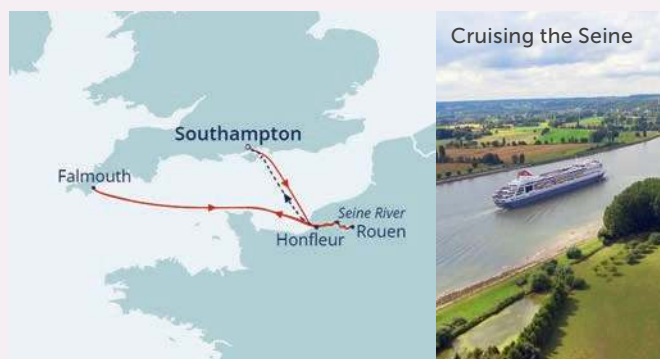 Cruising the Seine
Southampton
Falmouth
Seine River
Honfleur
Rouen